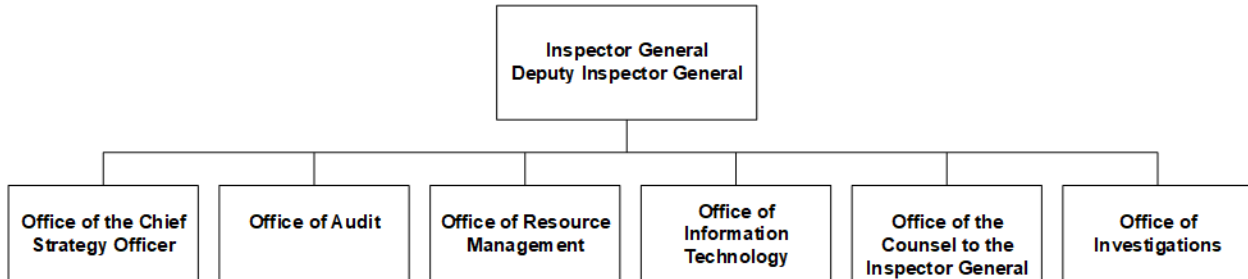 Inspector General
Deputy Inspector General
Office of the Chief
Strategy Officer
Office of Audit
Office of Resource
Management
Office of
Information
Technology
Office of the
Counsel to the
Inspector General
Office of
Investigations